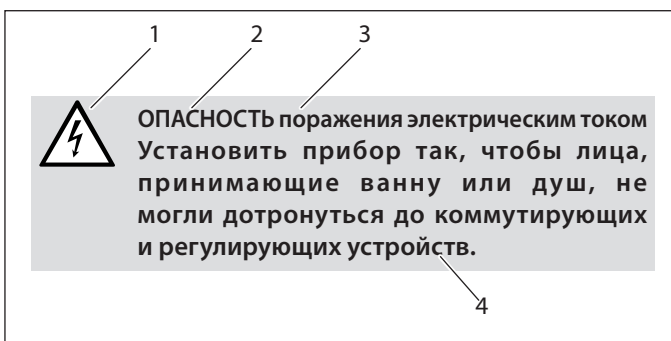 1 2 3
ОПАСНОСТЬ поражения электрическим током
Установить прибор так, чтобы лица,
принимающие ванну или душ, не
могли дотронуться до коммутирующих
и регулирующих устройств.
4